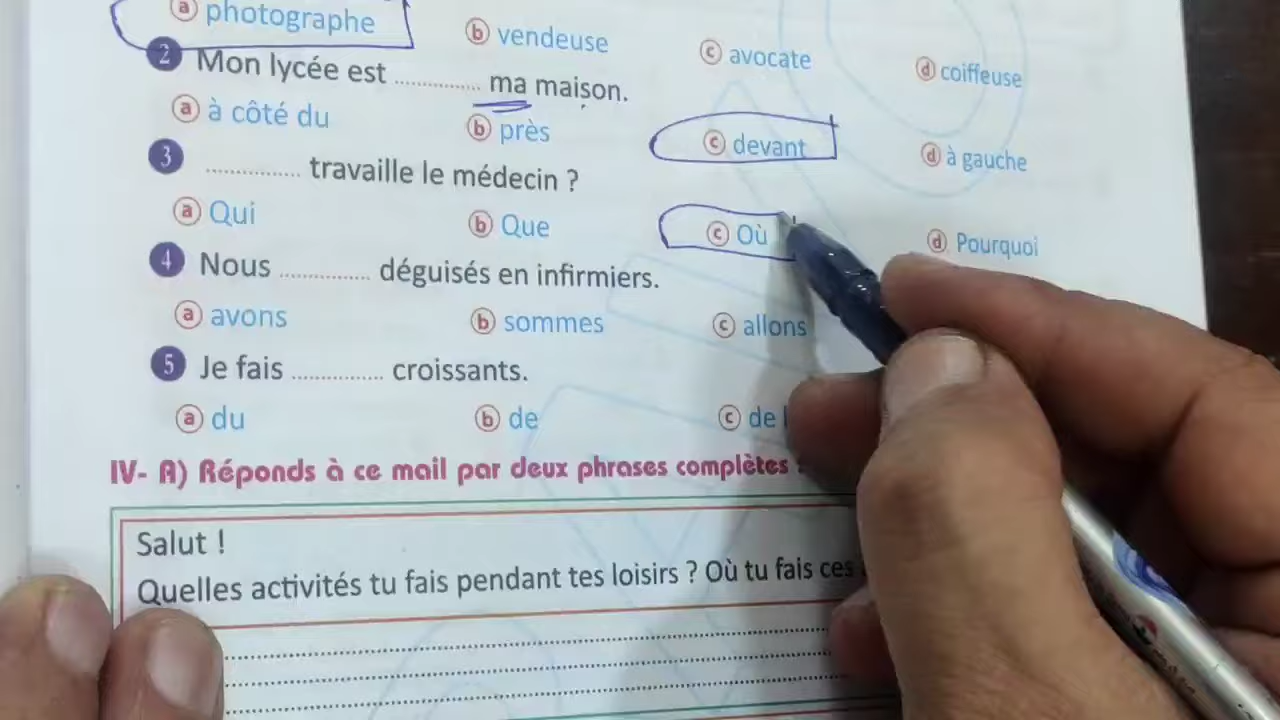 a photographe b vendeuse c avocate d coiffeuse
2 Mon lycée est .............. ma maison.
a à côté du b près c devant d à gauche
3 .............. travaille le médecin ?
a Qui b Que c Où d Pourquoi
4 Nous .............. déguisés en infirmiers.
a avons b sommes c allons
5 Je fais .............. croissants.
a du b de c de
IV- A) Réponds à ce mail par deux phrases complètes :
Salut !
Quelles activités tu fais pendant tes loisirs ? Où tu fais ces